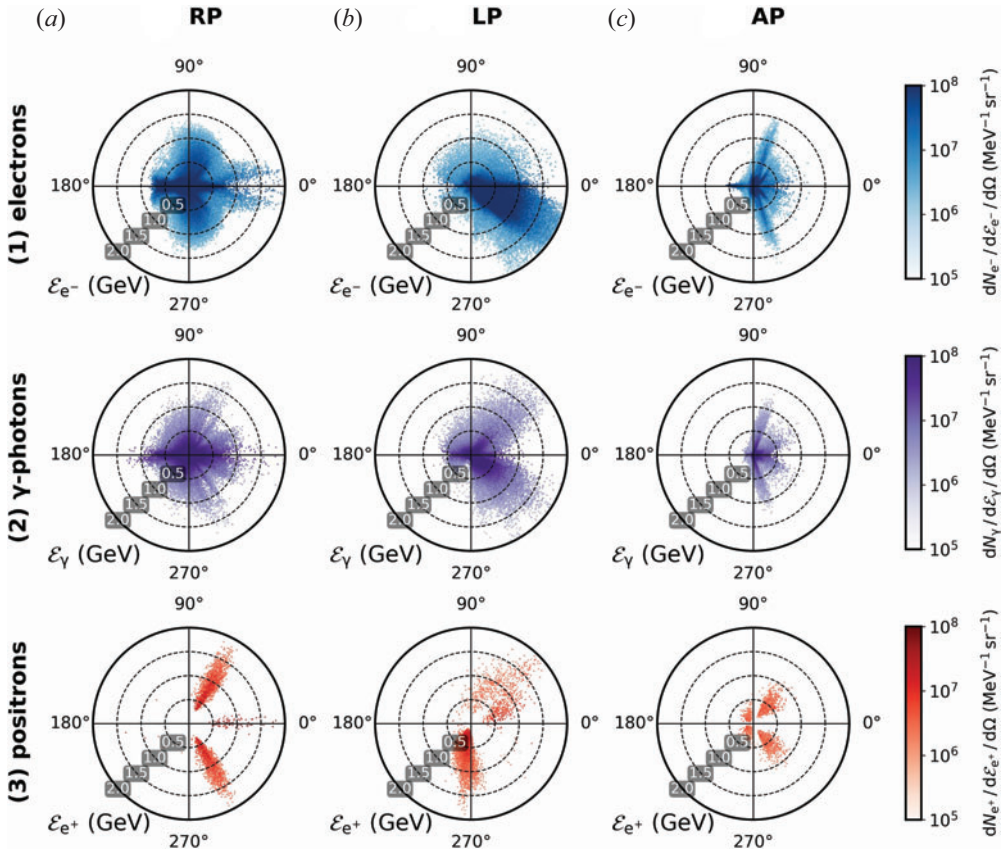 (a) RP (b) LP (c) AP
(1) electrons
90° 90° 90°
180° 0° 180° 0° 180° 0°
0.5 0.5 0.5
1.0 1.0 1.0
1.5 1.5 1.5
2.0 2.0 2.0
ℰe− (GeV) ℰe− (GeV) ℰe− (GeV)
270° 270° 270°
10⁸
10⁷
10⁶
10⁵
dNe−/dℰe−/dΩ (MeV⁻¹ sr⁻¹)
(2) γ-photons
90° 90° 90°
180° 0° 180° 0° 180° 0°
0.5 0.5 0.5
1.0 1.0 1.0
1.5 1.5 1.5
2.0 2.0 2.0
ℰγ (GeV) ℰγ (GeV) ℰγ (GeV)
270° 270° 270°
10⁸
10⁷
10⁶
10⁵
dNγ/dℰγ/dΩ (MeV⁻¹ sr⁻¹)
(3) positrons
90° 90° 90°
180° 0° 180° 0° 180° 0°
0.5 0.5 0.5
1.0 1.0 1.0
1.5 1.5 1.5
2.0 2.0 2.0
ℰe+ (GeV) ℰe+ (GeV) ℰe+ (GeV)
270° 270° 270°
10⁸
10⁷
10⁶
10⁵
dNe+/dℰe+/dΩ (MeV⁻¹ sr⁻¹)